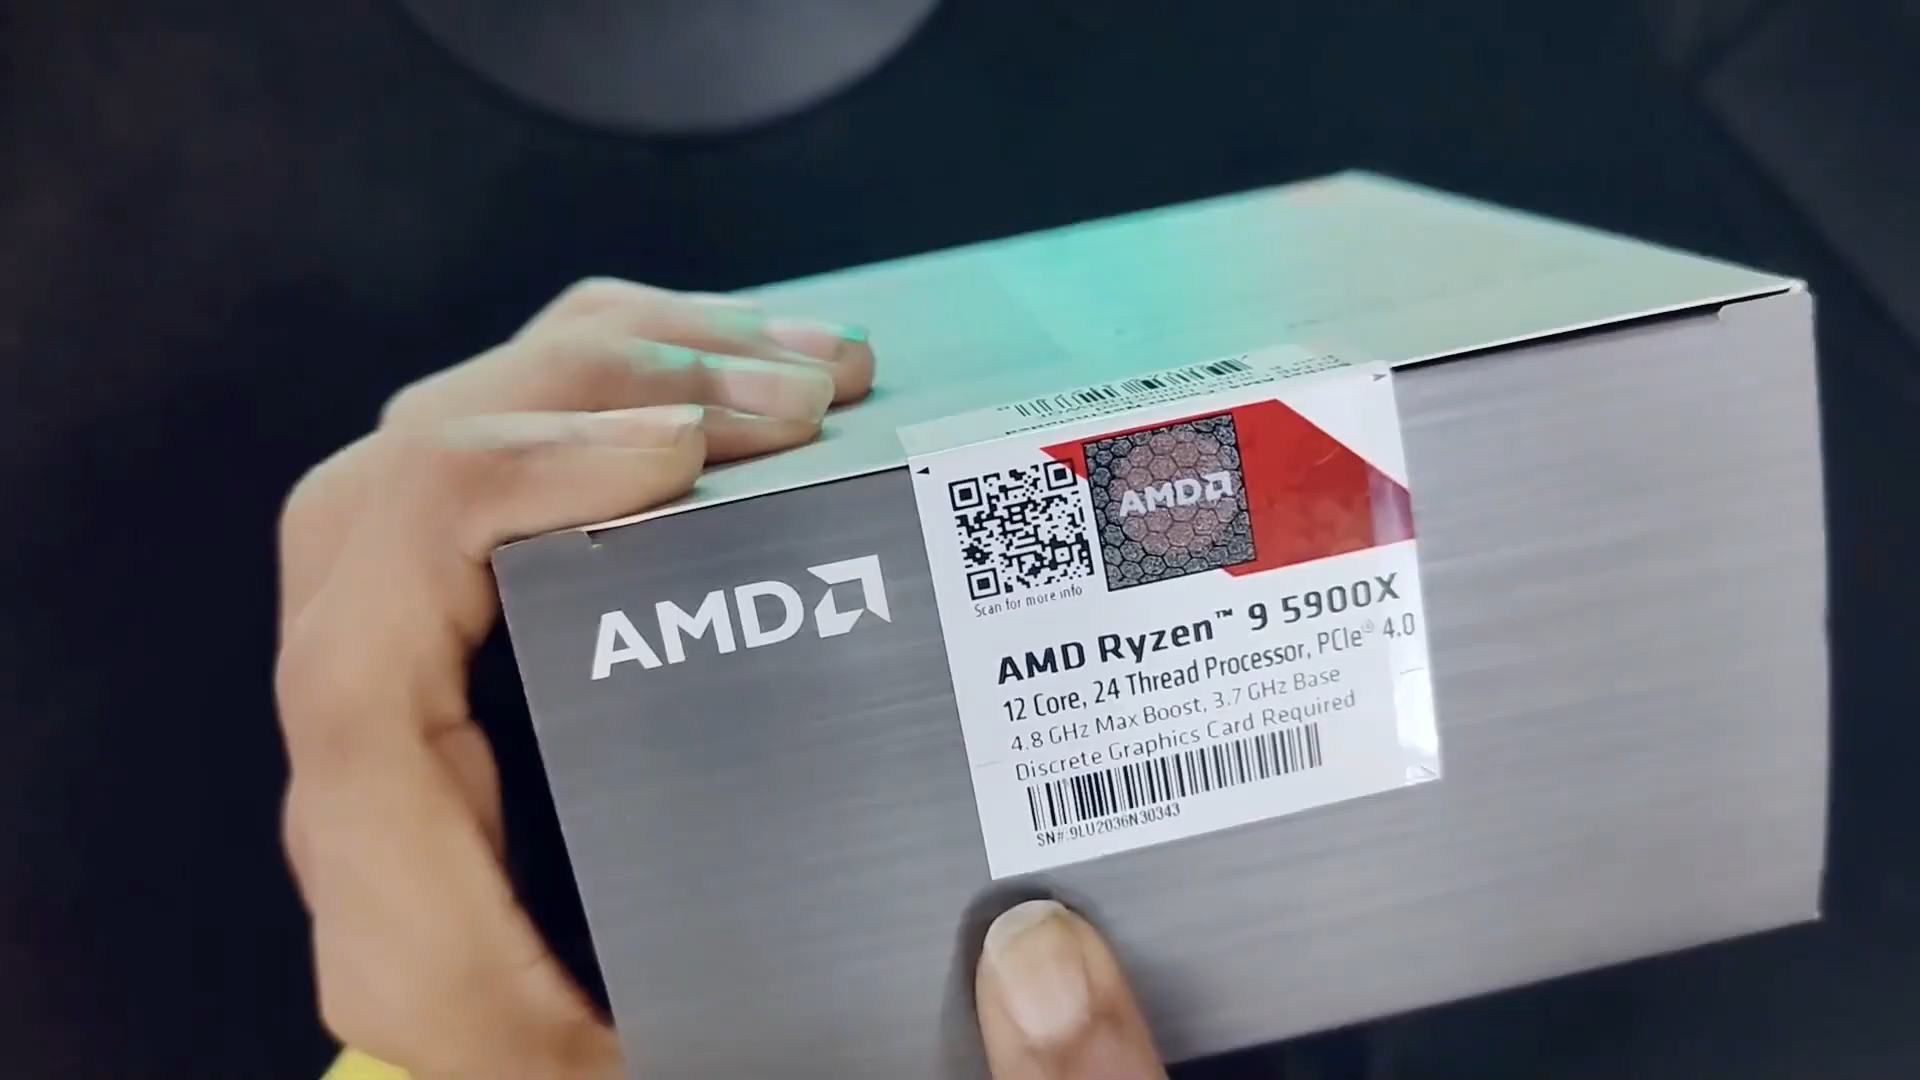 AMD
AMD
Scan for more info
AMD Ryzen™ 9 5900X
12 Core, 24 Thread Processor, PCIe® 4.0
4.8 GHz Max Boost, 3.7 GHz Base
Discrete Graphics Card Required
SN#:9LU2036N30343